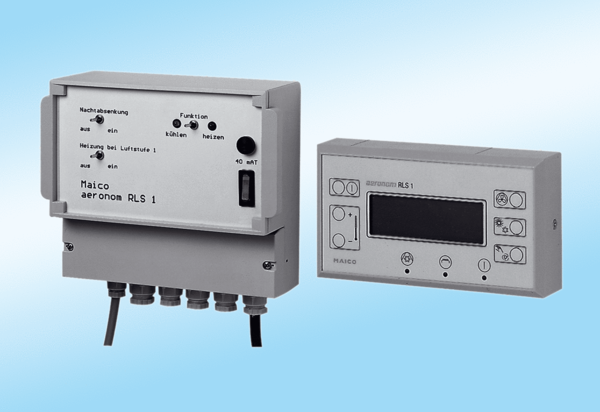 Nachtabsenkung
aus ein
Funktion
kühlen heizen
Heizung bei Luftstufe 1
aus ein
40 mAT
Maico
aeronom RLS 1
aeronom RLS 1
MAICO